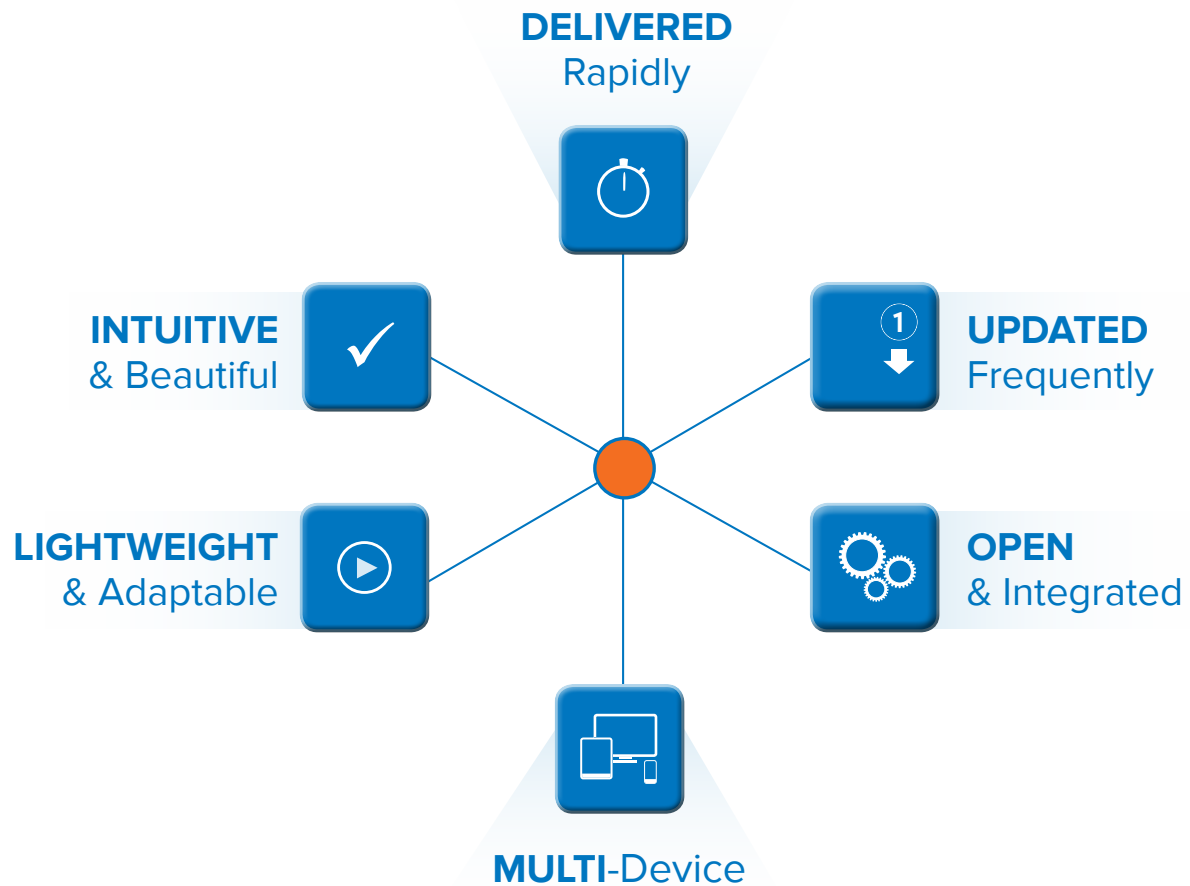 DELIVERED
Rapidly
INTUITIVE
& Beautiful
1
UPDATED
Frequently
LIGHTWEIGHT
& Adaptable
OPEN
& Integrated
MULTI-Device